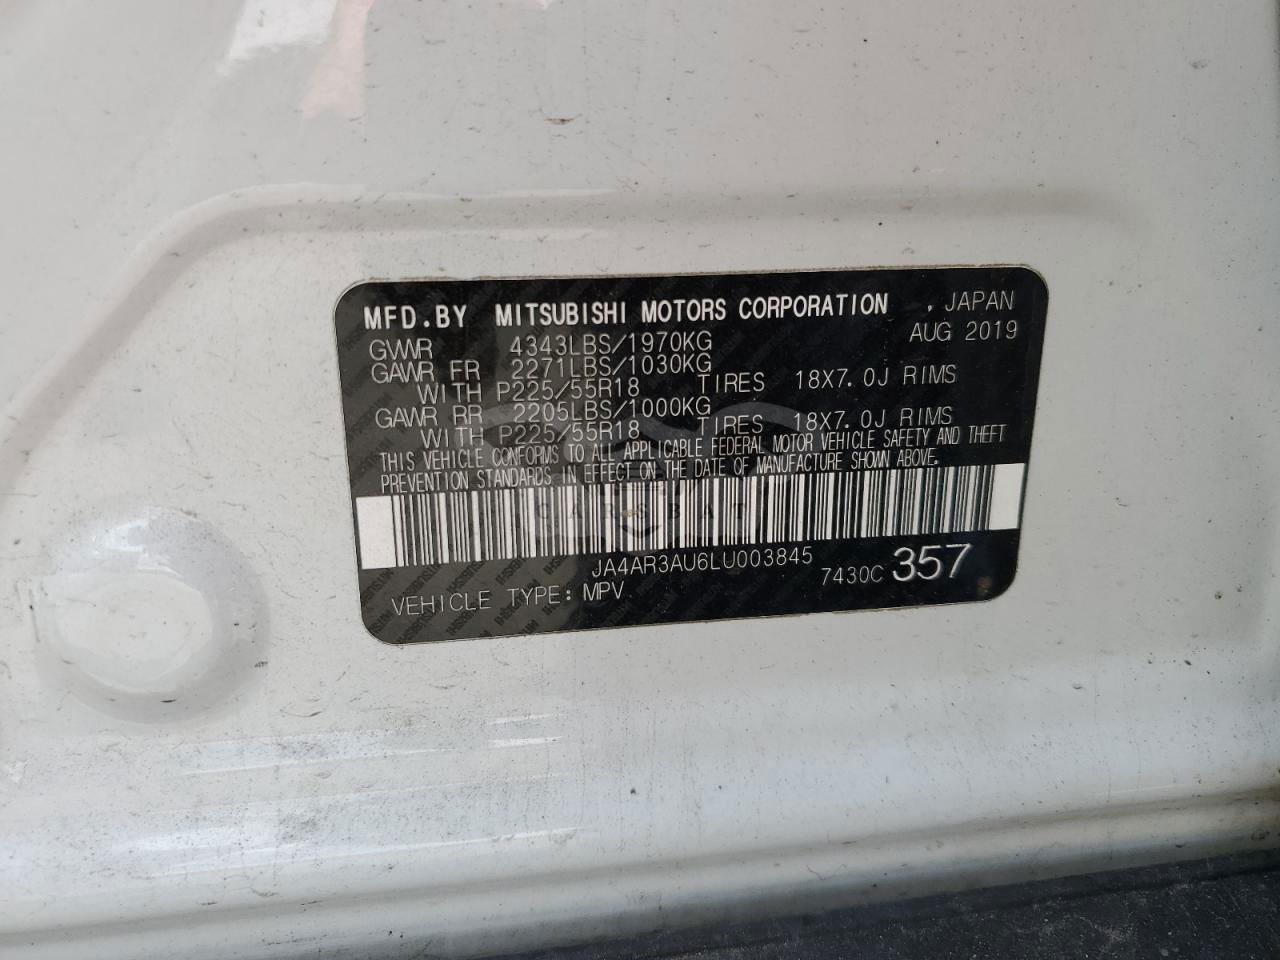 MFD.BY MITSUBISHI MOTORS CORPORATION , JAPAN
AUG 2019
GVWR 4343LBS/1970KG
GAWR FR 2271LBS/1030KG
WITH P225/55R18 TIRES 18X7.0J RIMS
GAWR RR 2205LBS/1000KG
WITH P225/55R18 TIRES 18X7.0J RIMS
THIS VEHICLE CONFORMS TO ALL APPLICABLE FEDERAL MOTOR VEHICLE SAFETY AND THEFT
PREVENTION STANDARDS IN EFFECT ON THE DATE OF MANUFACTURE SHOWN ABOVE.
CARSBAT
JA4AR3AU6LU003845
7430C 357
VEHICLE TYPE: MPV